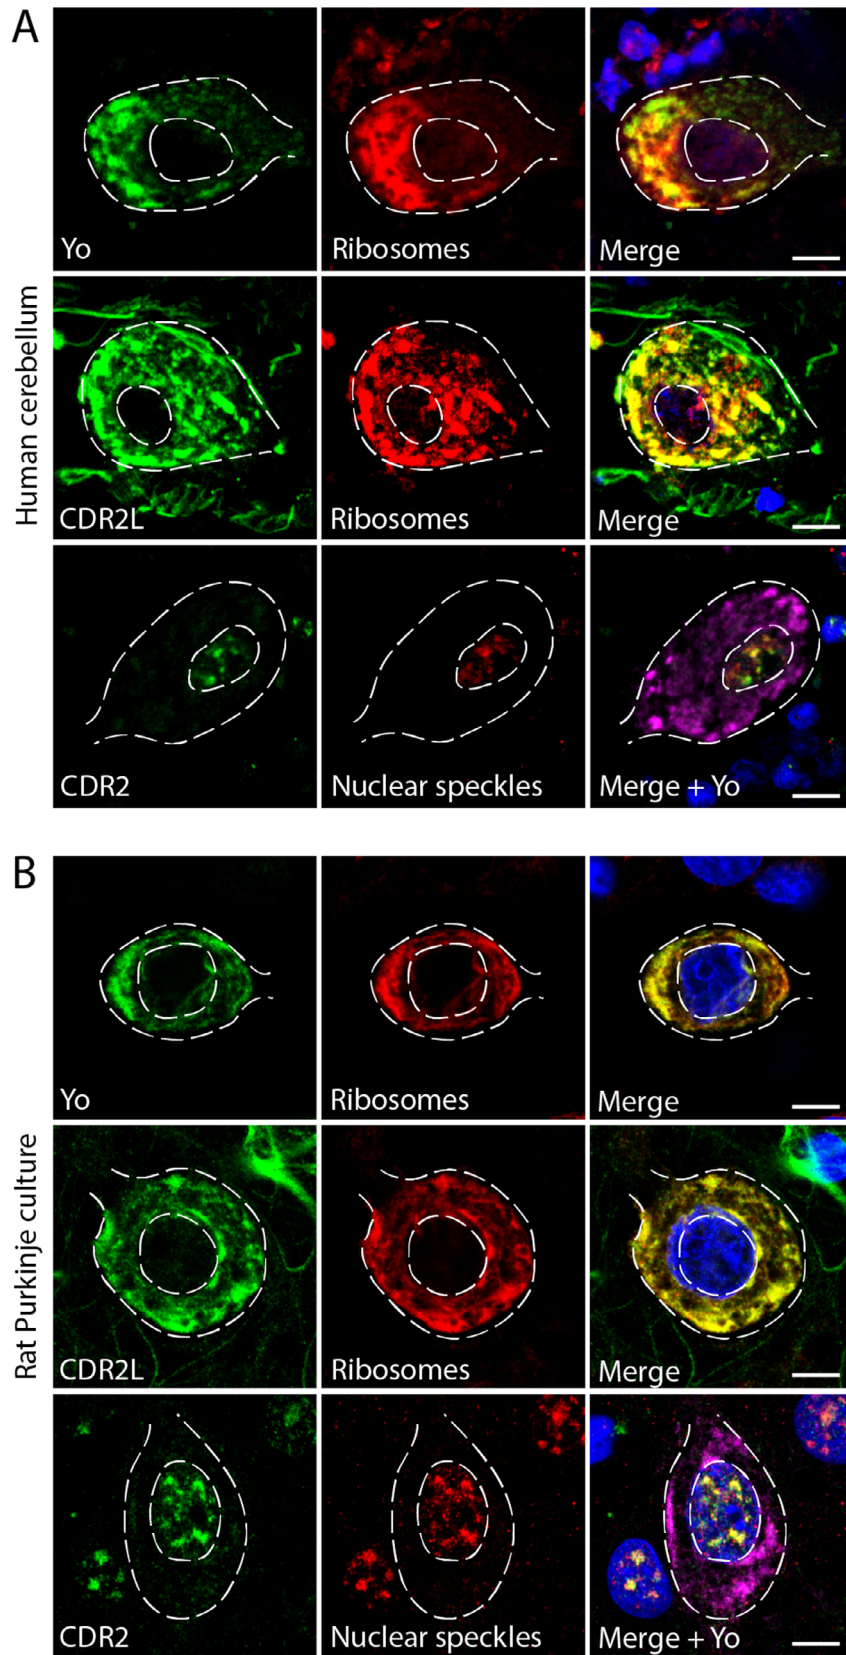 A
Human cerebellum
Yo
Ribosomes
Merge
CDR2L
Ribosomes
Merge
CDR2
Nuclear speckles
Merge + Yo
B
Rat Purkinje culture
Yo
Ribosomes
Merge
CDR2L
Ribosomes
Merge
CDR2
Nuclear speckles
Merge + Yo